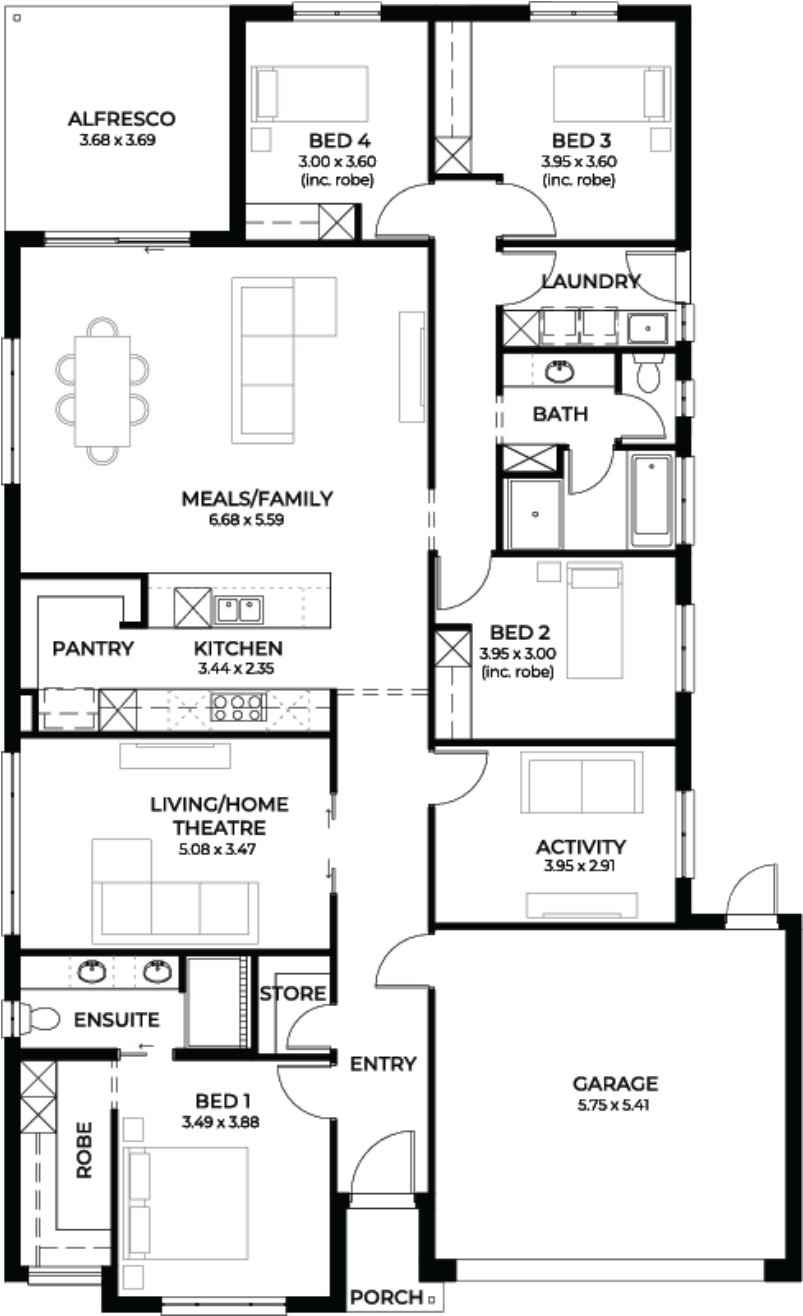 ALFRESCO
3.68 x 3.69
BED 4
3.00 x 3.60
(inc. robe)
BED 3
3.95 x 3.60
(inc. robe)
LAUNDRY
BATH
MEALS/FAMILY
6.68 x 5.59
PANTRY
KITCHEN
3.44 x 2.35
BED 2
3.95 x 3.00
(inc. robe)
LIVING/HOME
THEATRE
5.08 x 3.47
ACTIVITY
3.95 x 2.91
STORE
ENSUITE
ENTRY
GARAGE
5.75 x 5.41
BED 1
3.49 x 3.88
ROBE
PORCH